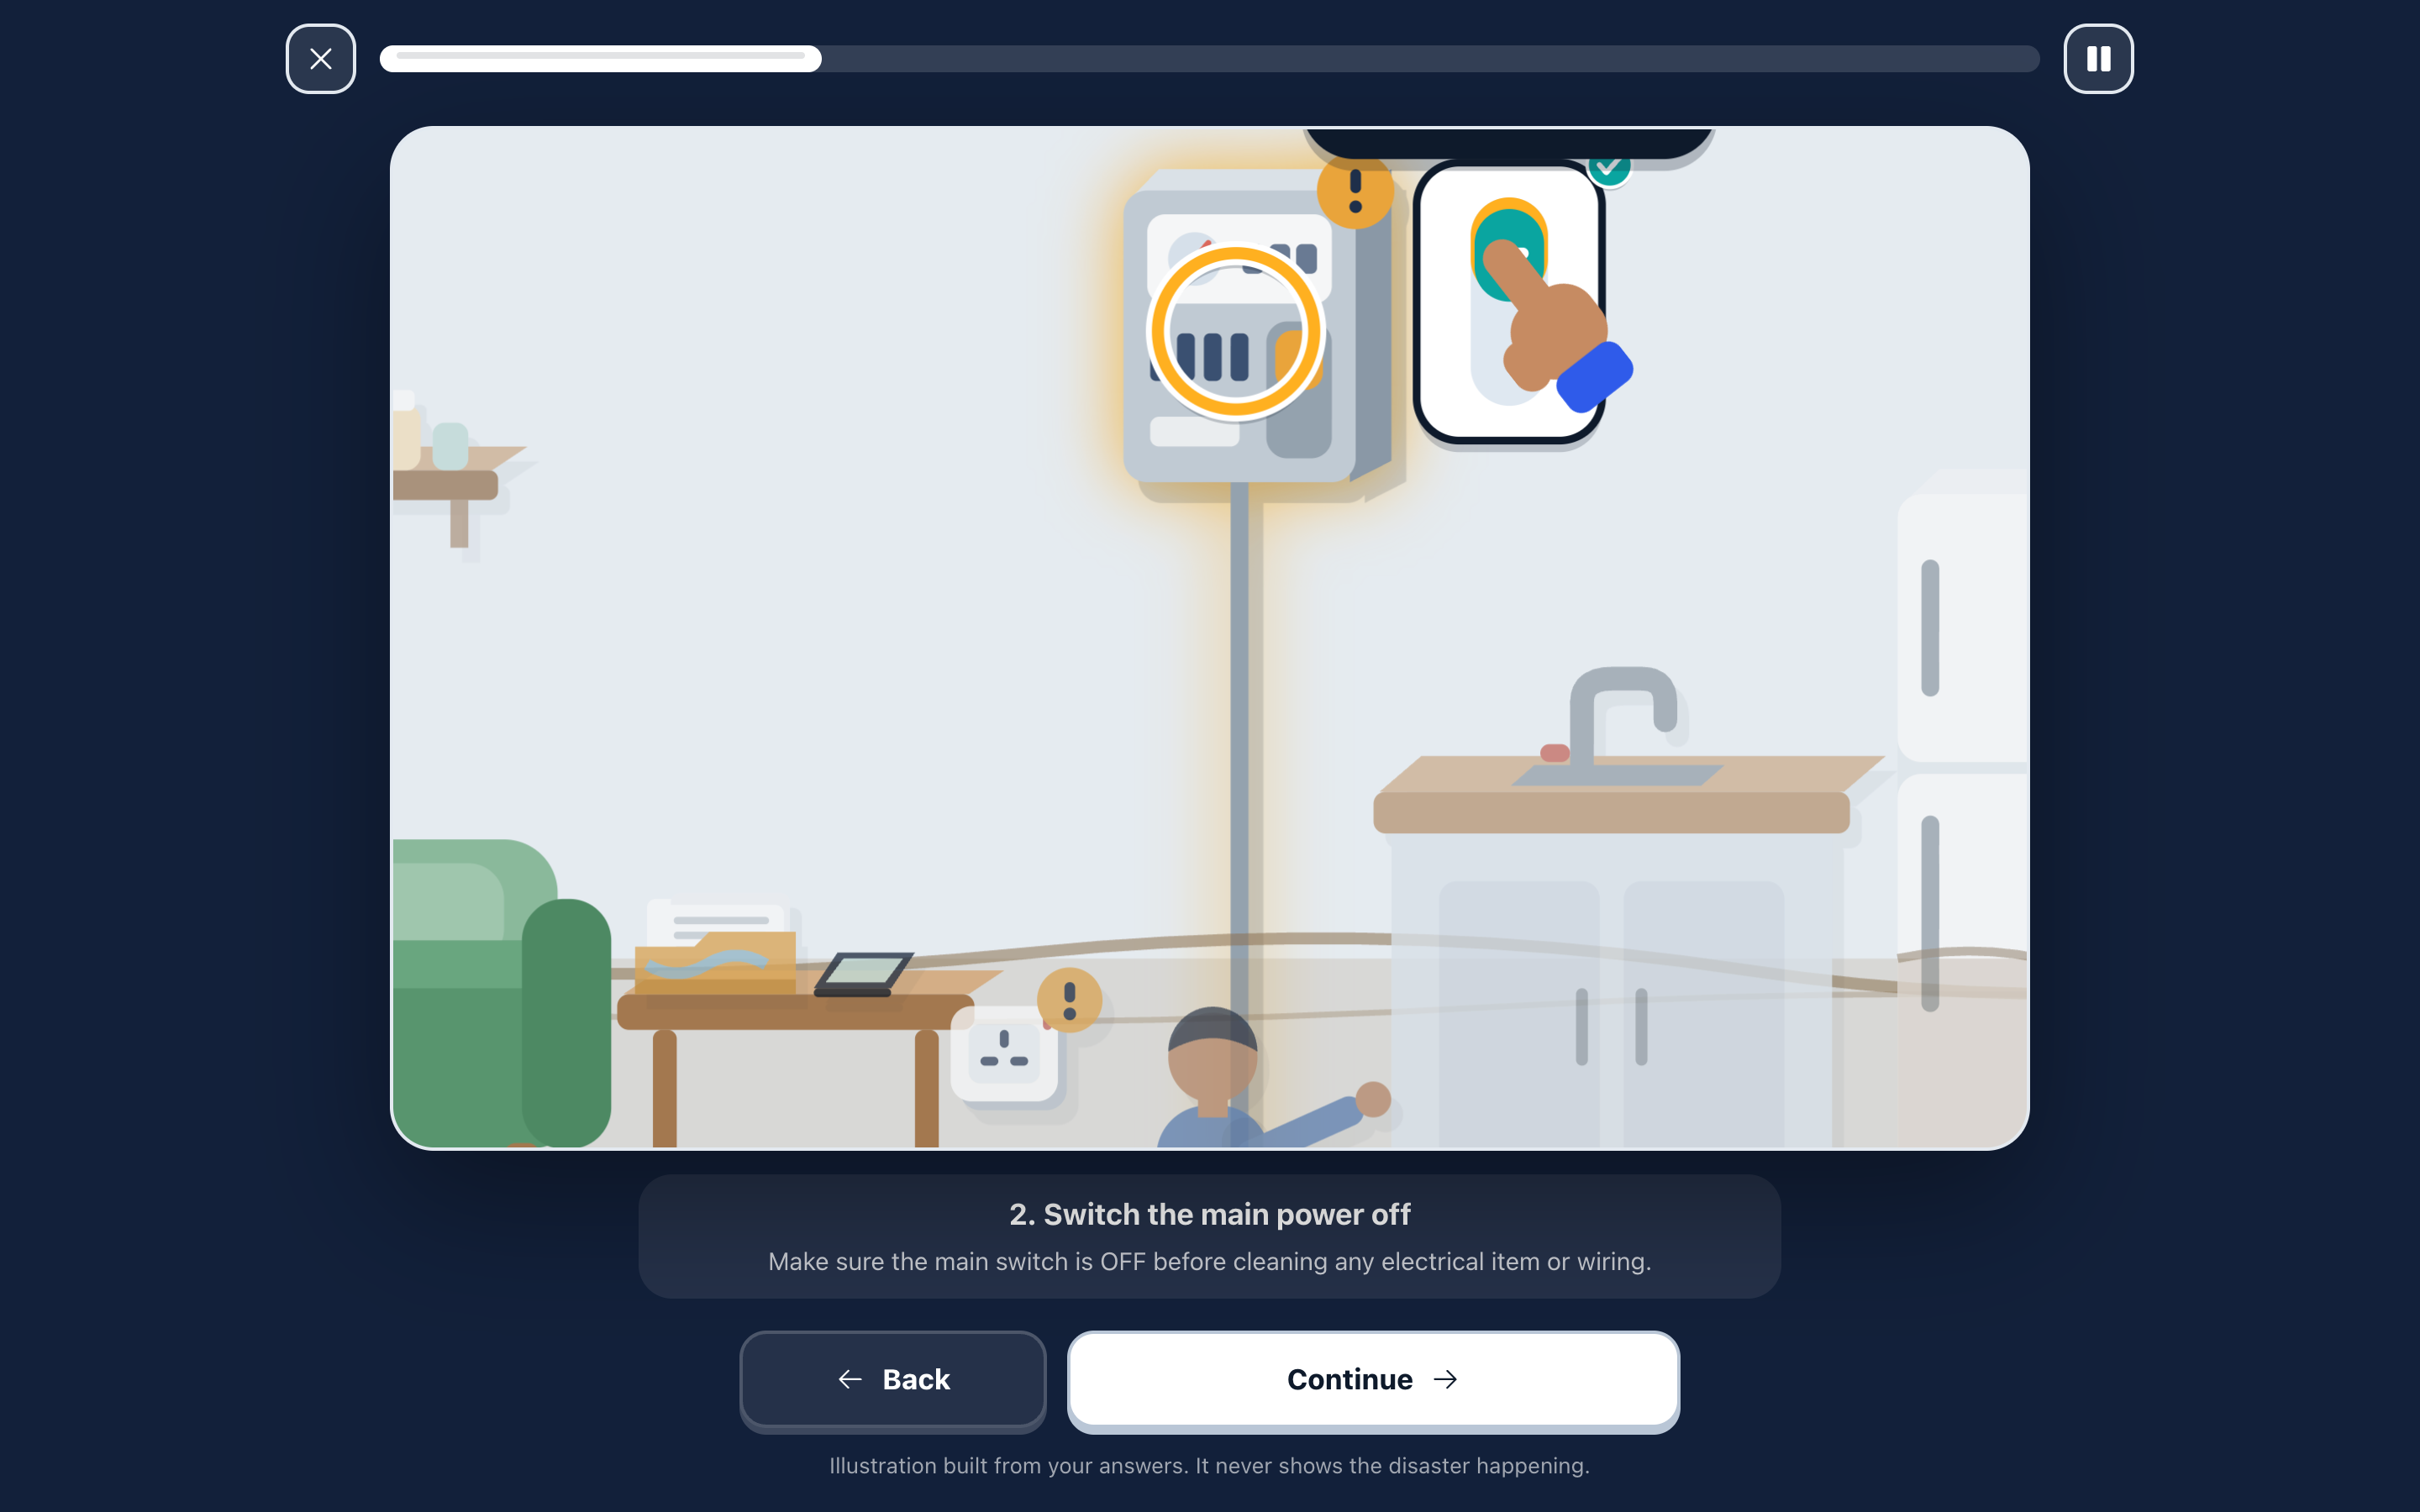 2. Switch the main power off
Make sure the main switch is OFF before cleaning any electrical item or wiring.
Back
Continue
Illustration built from your answers. It never shows the disaster happening.